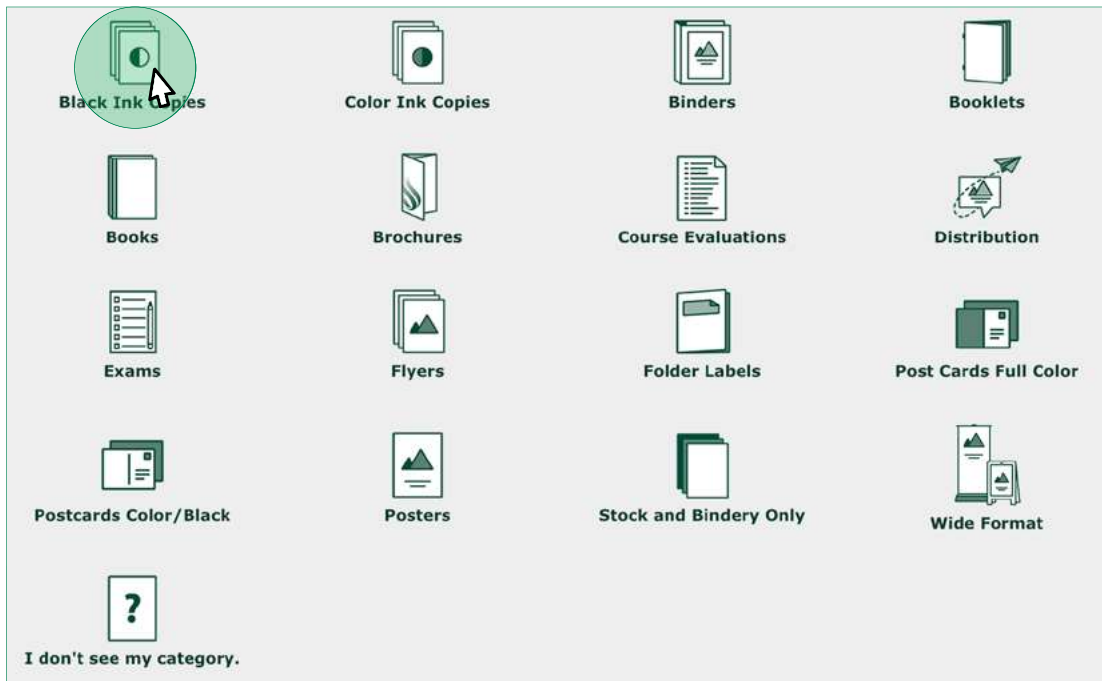 Black Ink Copies
Color Ink Copies
Binders
Booklets
Books
Brochures
Course Evaluations
Distribution
Exams
Flyers
Folder Labels
Post Cards Full Color
Postcards Color/Black
Posters
Stock and Bindery Only
Wide Format
?
I don't see my category.